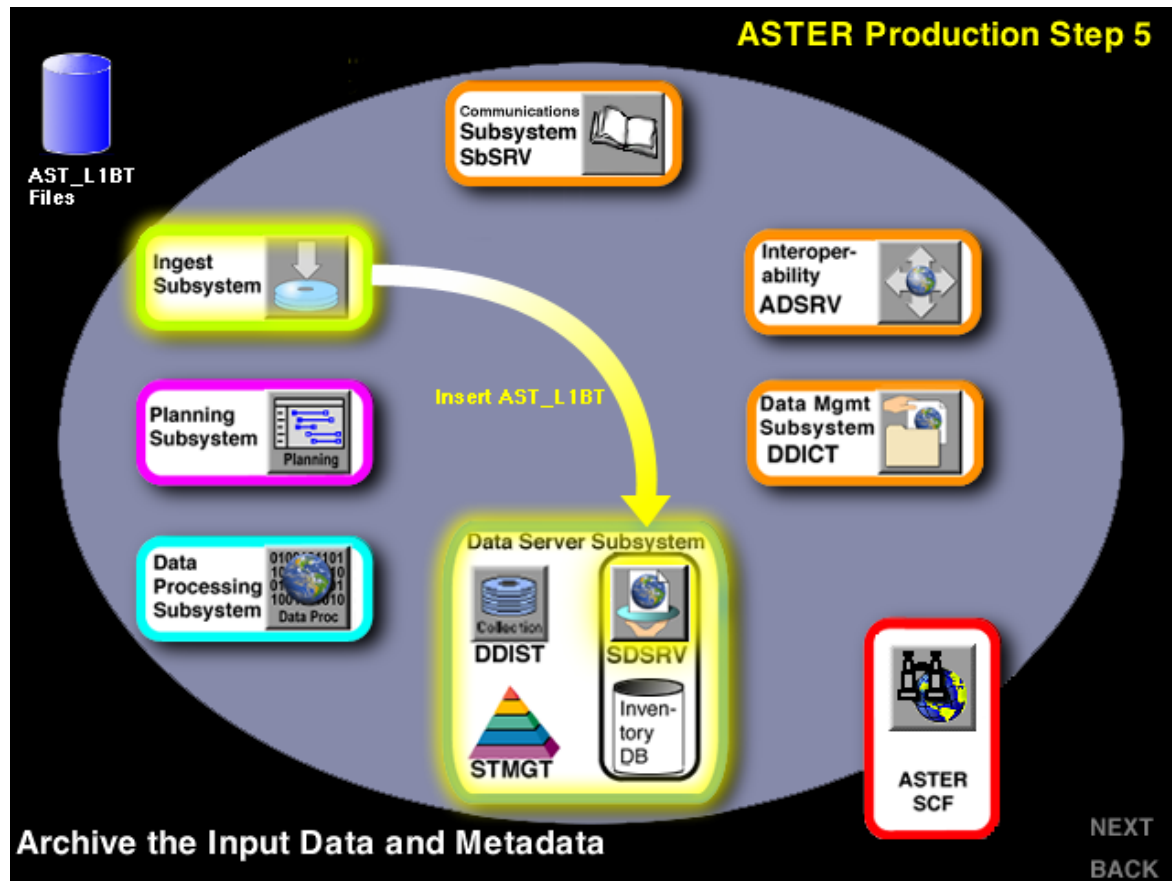 ASTER Production Step 5
AST_L1BT
Files
Communications
Subsystem
SbSRV
Ingest
Subsystem
Interoper-
ability
ADSRV
Insert AST_L1BT
Planning
Subsystem
Planning
Data Mgmt
Subsystem
DDICT
Data
Processing
Subsystem
Data Proc
Data Server Subsystem
Collection
DDIST
SDSRV
STMGT
Inven-
tory
DB
ASTER
SCF
Archive the Input Data and Metadata
NEXT
BACK